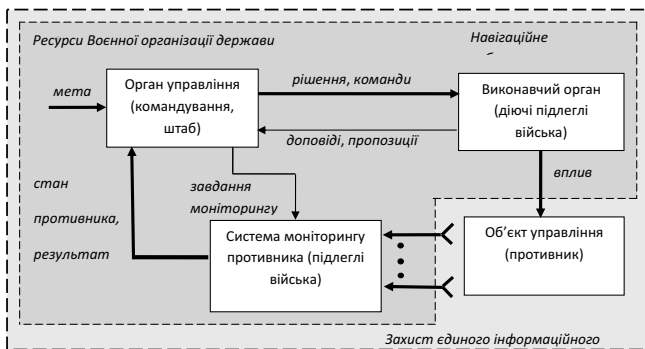 Ресурси Воєнної організації держави
Навігаційне
мета
Орган управління
(командування,
штаб)
рішення, команди
Виконавчий орган
(діючі підлеглі
війська)
доповіді, пропозиції
вплив
стан
противника,
результат
завдання
моніторингу
Система моніторингу
противника (підлеглі
війська)
Об’єкт управління
(противник)
Захист єдиного інформаційного